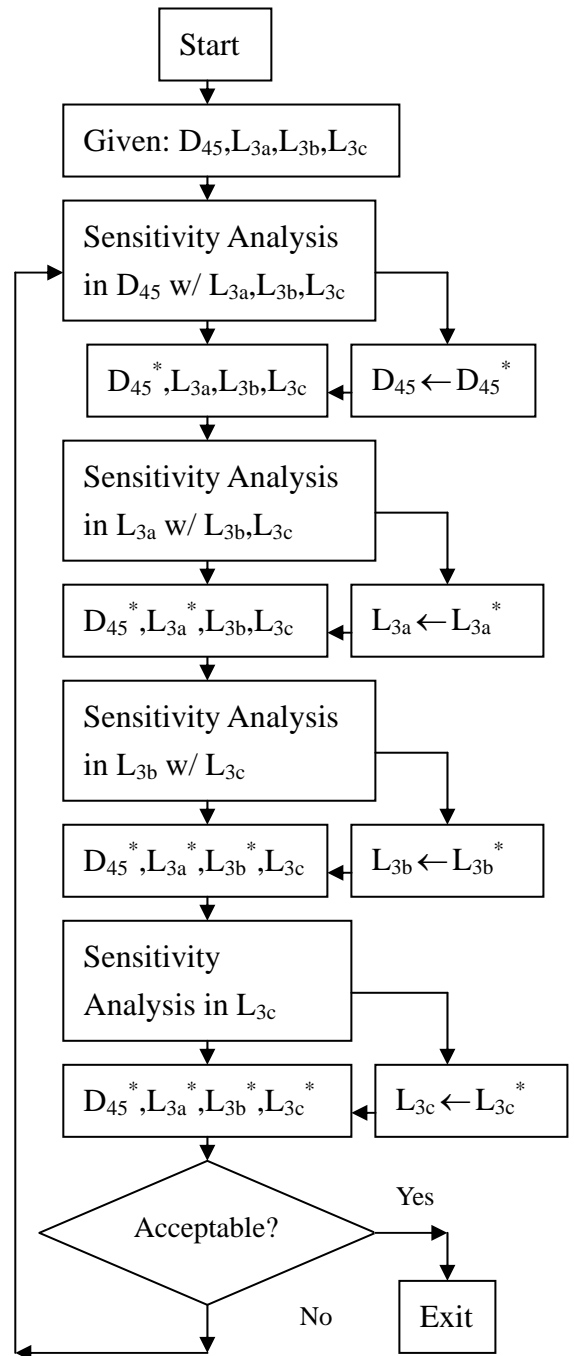 Start
Given: D₄₅,L₃ₐ,L₃b,L₃c
Sensitivity Analysis
in D₄₅ w/ L₃ₐ,L₃b,L₃c
D₄₅*,L₃ₐ,L₃b,L₃c
D₄₅←D₄₅*
Sensitivity Analysis
in L₃ₐ w/ L₃b,L₃c
D₄₅*,L₃ₐ*,L₃b,L₃c
L₃ₐ←L₃ₐ*
Sensitivity Analysis
in L₃b w/ L₃c
D₄₅*,L₃ₐ*,L₃b*,L₃c
L₃b←L₃b*
Sensitivity
Analysis in L₃c
D₄₅*,L₃ₐ*,L₃b*,L₃c*
L₃c←L₃c*
Acceptable?
Yes
No
Exit